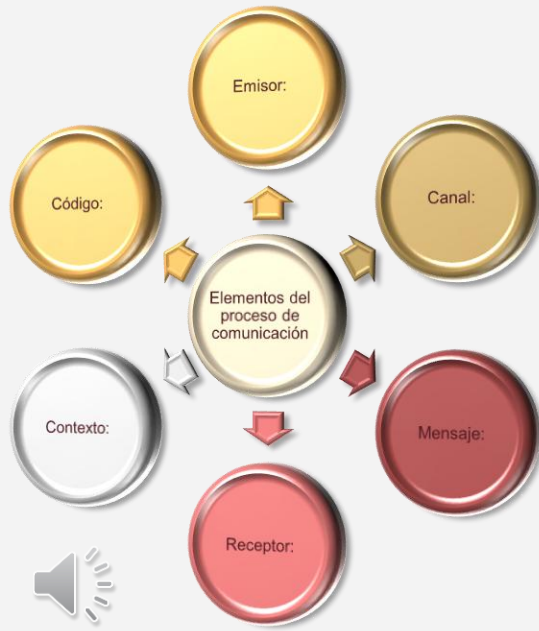 Emisor:
Código:
Canal:
Elementos del
proceso de
comunicación
Contexto:
Mensaje:
Receptor: